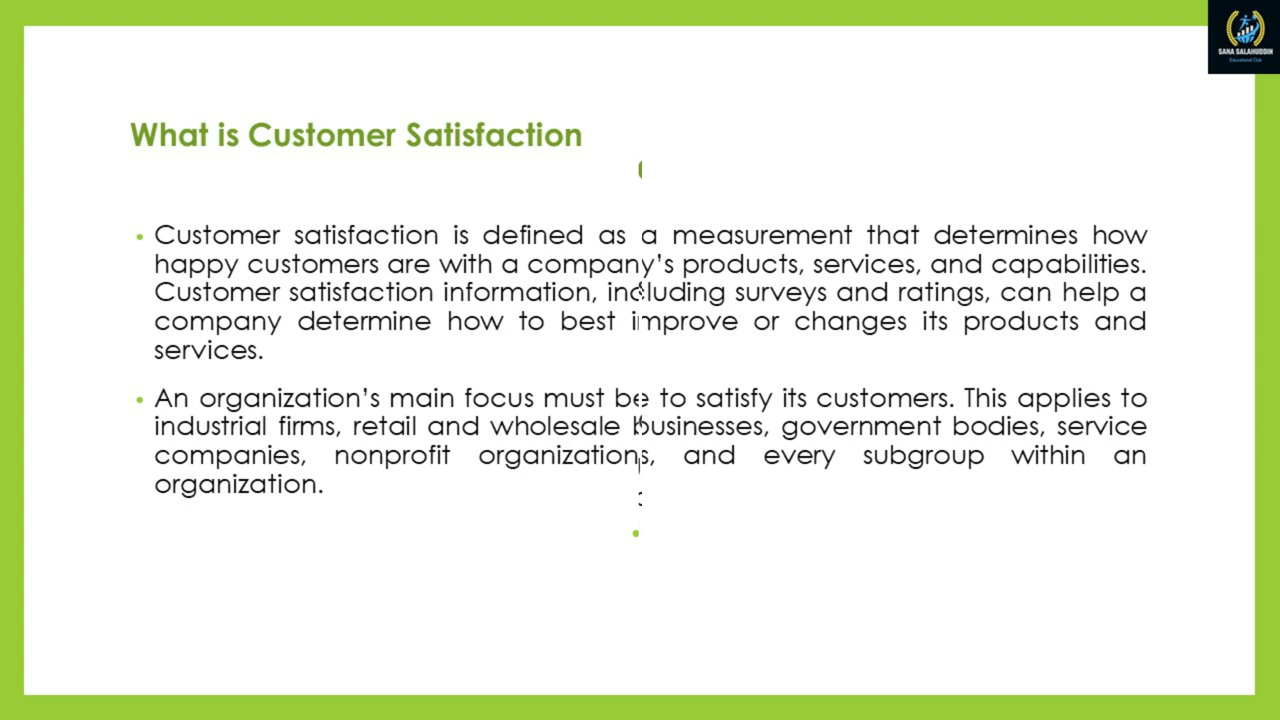 SANA SALAHUDDIN
Educational Club
What is Customer Satisfaction
• Customer satisfaction is defined as a measurement that determines how
happy customers are with a company's products, services, and capabilities.
Customer satisfaction information, including surveys and ratings, can help a
company determine how to best improve or changes its products and
services.
• An organization's main focus must be to satisfy its customers. This applies to
industrial firms, retail and wholesale businesses, government bodies, service
companies, nonprofit organizations, and every subgroup within an
organization.